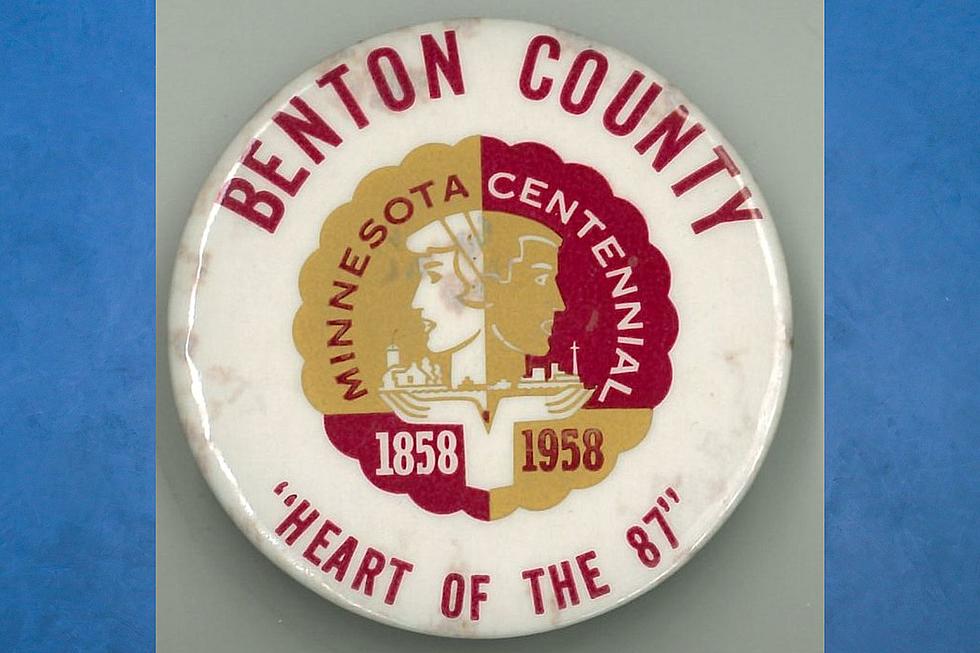 BENTON COUNTY
MINNESOTA CENTENNIAL
1858 1958
“HEART OF THE 87”